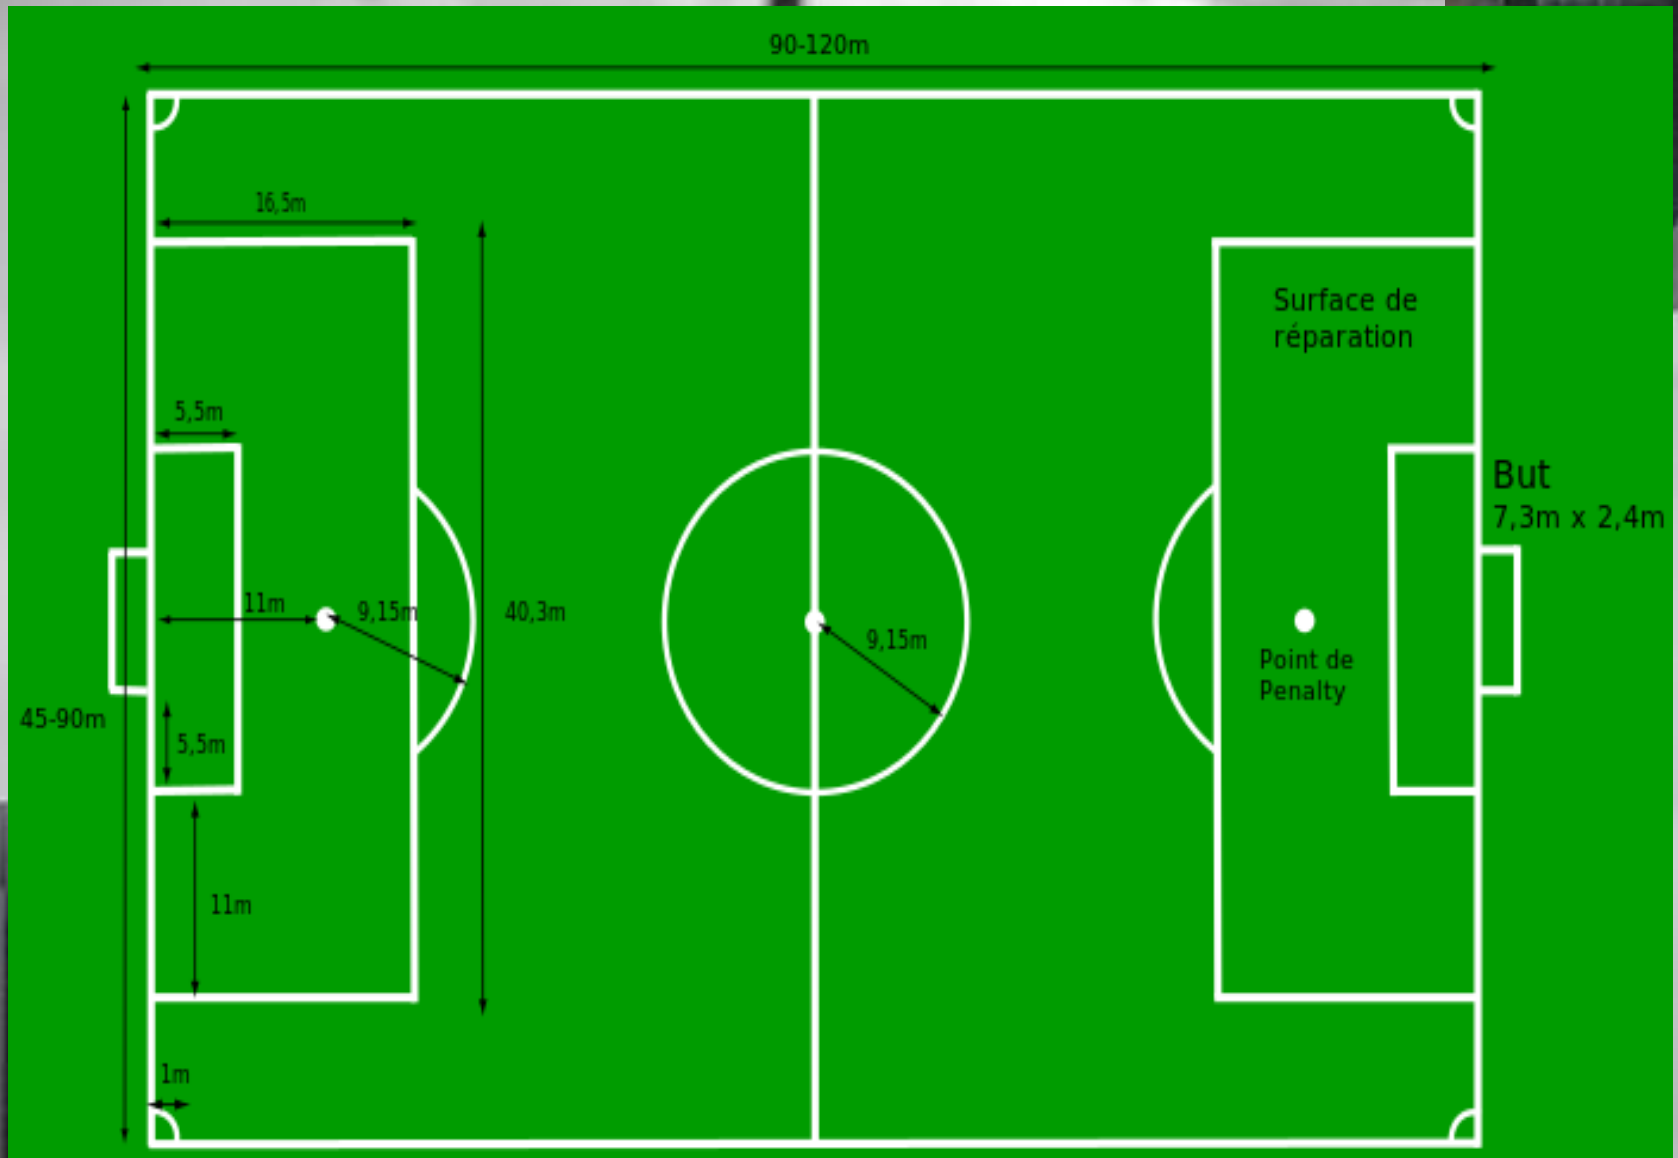 90-120m
16,5m
Surface de
réparation
5,5m
But
7,3m x 2,4m
11m
9,15m
40,3m
9,15m
Point de
Penalty
45-90m
5,5m
11m
1m